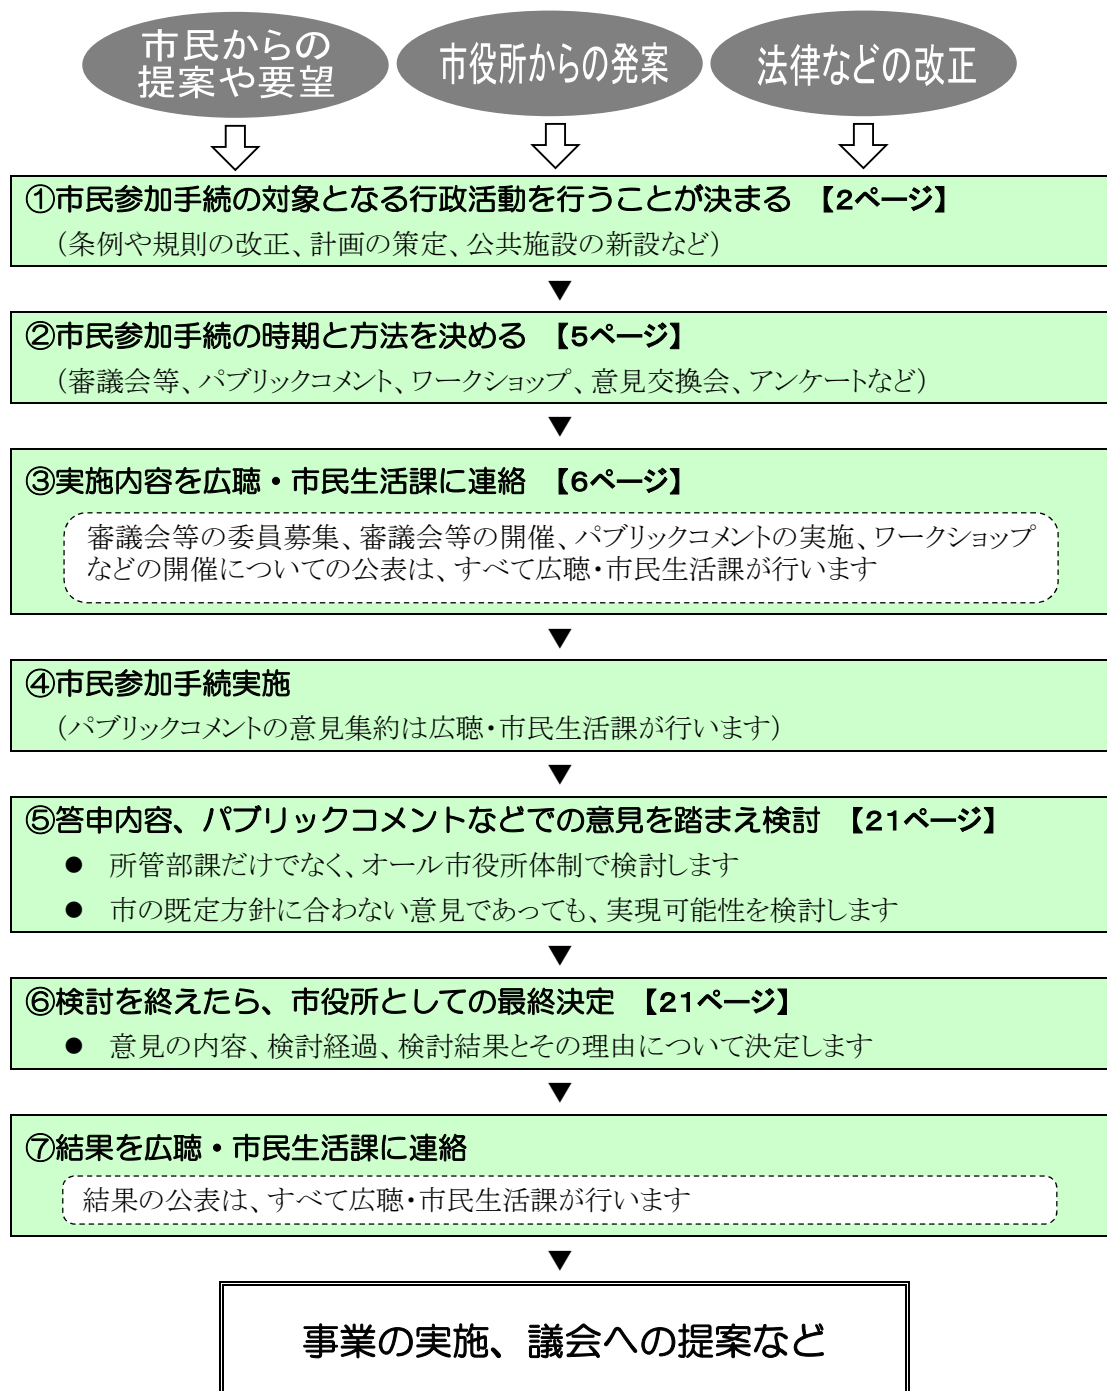 市民からの
提案や要望
市役所からの発案
法律などの改正
①市民参加手続の対象となる行政活動を行うことが決まる 【2ページ】
（条例や規則の改正、計画の策定、公共施設の新設など）
▼
②市民参加手続の時期と方法を決める 【5ページ】
（審議会等、パブリックコメント、ワークショップ、意見交換会、アンケートなど）
▼
③実施内容を広聴・市民生活課に連絡 【6ページ】
審議会等の委員募集、審議会等の開催、パブリックコメントの実施、ワークショップ
などの開催についての公表は、すべて広聴・市民生活課が行います
▼
④市民参加手続実施
（パブリックコメントの意見集約は広聴・市民生活課が行います）
▼
⑤答申内容、パブリックコメントなどでの意見を踏まえ検討 【21ページ】
● 所管部課だけでなく、オール市役所体制で検討します
● 市の既定方針に合わない意見であっても、実現可能性を検討します
▼
⑥検討を終えたら、市役所としての最終決定 【21ページ】
● 意見の内容、検討経過、検討結果とその理由について決定します
▼
⑦結果を広聴・市民生活課に連絡
結果の公表は、すべて広聴・市民生活課が行います
▼
事業の実施、議会への提案など